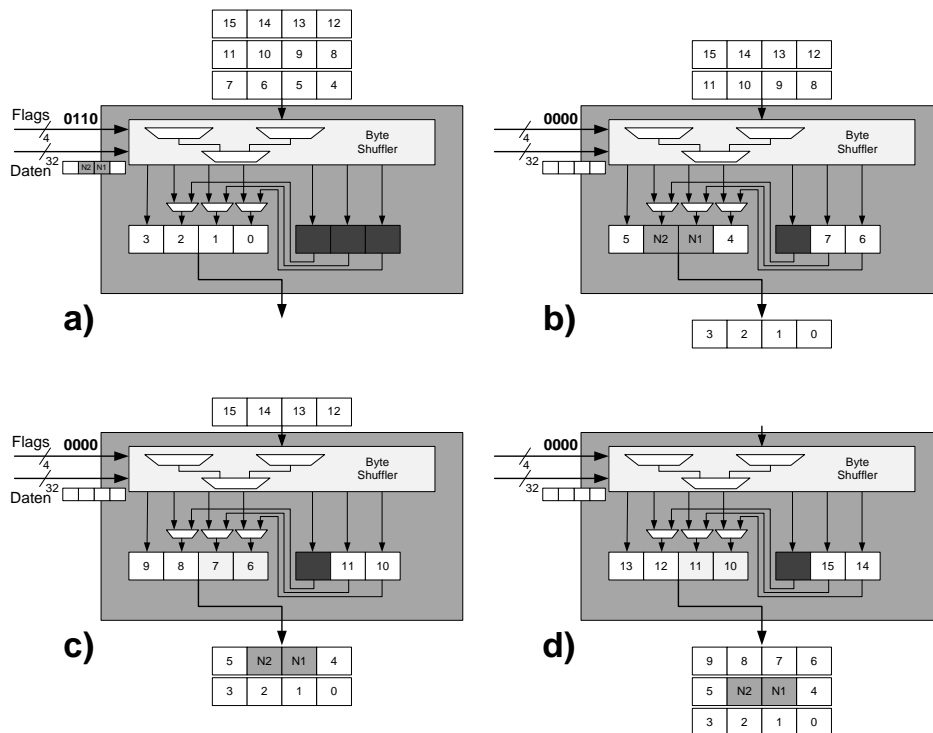 15 14 13 12
11 10 9 8
7 6 5 4
Flags 0110
4
32
Daten N2 N1
Byte
Shuffler
3 2 1 0
a)
15 14 13 12
11 10 9 8
0000
4
32
Byte
Shuffler
5 N2 N1 4 7 6
b)
3 2 1 0
15 14 13 12
Flags 0000
4
32
Daten
Byte
Shuffler
9 8 7 6 11 10
c)
5 N2 N1 4
3 2 1 0
0000
4
32
Byte
Shuffler
13 12 11 10 15 14
d)
9 8 7 6
5 N2 N1 4
3 2 1 0